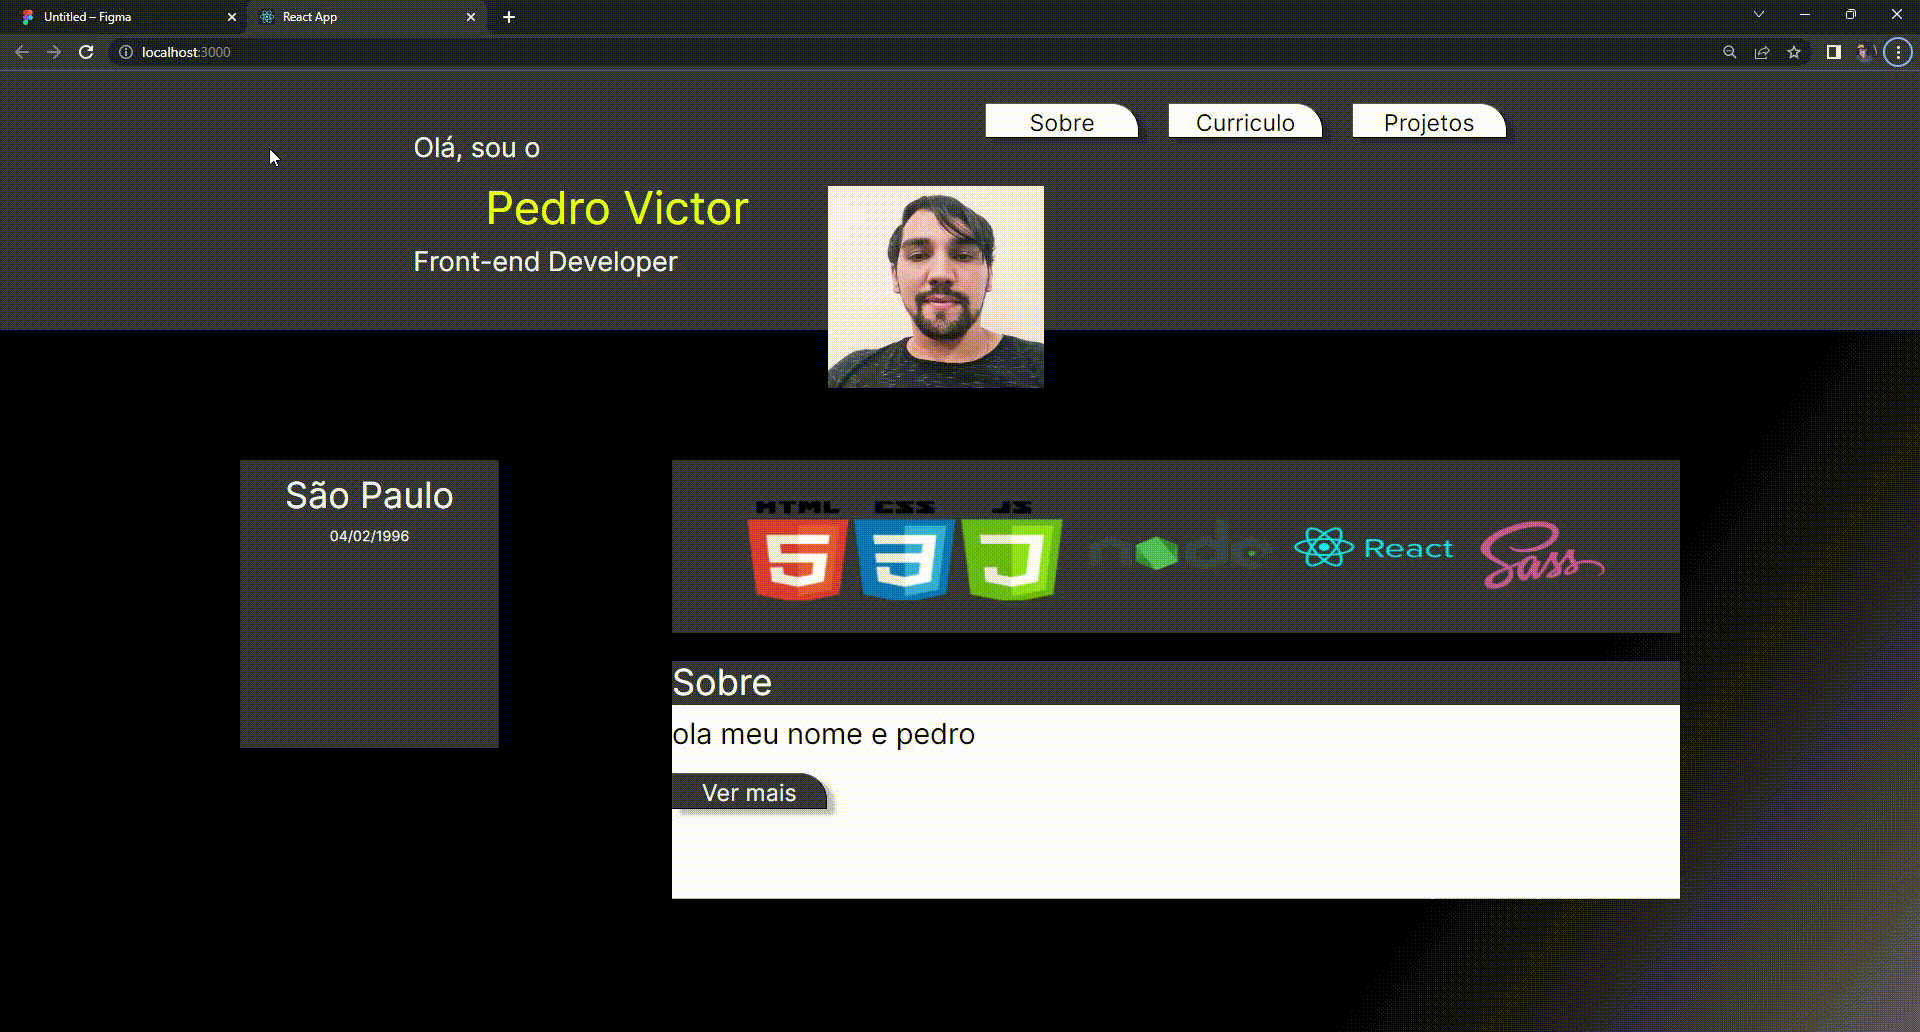 Untitled – Figma
React App
localhost:3000
Sobre
Curriculo
Projetos
Olá, sou o
Pedro Victor
Front-end Developer
São Paulo
04/02/1996
HTML
CSS
JS
5
3
J
node
React
Sass
Sobre
ola meu nome e pedro
Ver mais